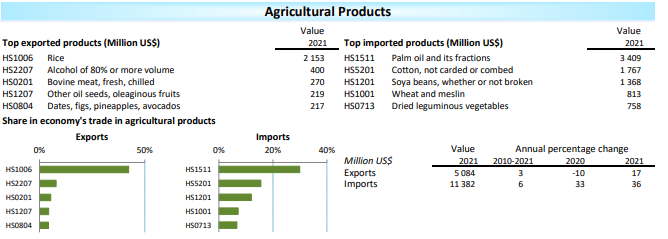 Agricultural Products
Value
Top exported products (Million US$) 2021
HS1006 Rice 2 153
HS2207 Alcohol of 80% or more volume 400
HS0201 Bovine meat, fresh, chilled 270
HS1207 Other oil seeds, oleaginous fruits 219
HS0804 Dates, figs, pineapples, avocados 217
Value
Top imported products (Million US$) 2021
HS1511 Palm oil and its fractions 3 409
HS5201 Cotton, not carded or combed 1 767
HS1201 Soya beans, whether or not broken 1 368
HS1001 Wheat and meslin 813
HS0713 Dried leguminous vegetables 758
Share in economy's trade in agricultural products
Exports
0% 50%
HS1006
HS2207
HS0201
HS1207
HS0804
Imports
0% 20% 40%
HS1511
HS5201
HS1201
HS1001
HS0713
Value Annual percentage change
Million US$ 2021 2010-2021 2020 2021
Exports 5 084 3 -10 17
Imports 11 382 6 33 36